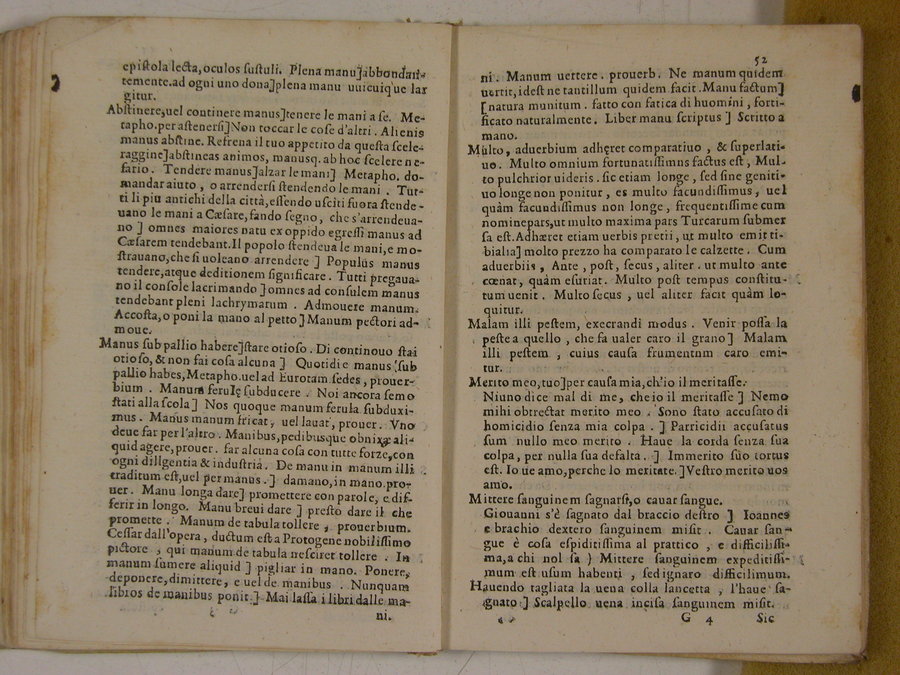 epistola lecta, oculos sustuli. Plena manu]abbondan-
temente.ad ogni uno dona]plena manu uuicuiq'ue lar
gitur.
Abstinere,uel continere manus]tenere le mani a se. Me-
tapho.per astenersi]Non toccar le cose d'altri. Alienis
manus abstine. Refrena il tuo appetito da questa scele-
raggine]abstineas animos, manusq. ab hoc scelere ne-
fario. Tendere manus]alzar le mani] Metapho. do-
mandar aiuto, o arrendersi stendendo le mani. Tut-
ti li piu antichi della città,essendo usciti fuora stende-
uano le mani a Cæsare, fando segno, che s'arrendeua-
no ] omnes maiores natu ex oppido egressi manus ad
Cæsarem tendebant.Il popolo stendeua le mani,e mo-
strauano,che si uoleano arrendere ] Populus manus
tendere,atque deditionem significare. Tutti pregaua-
no il console lacrimando ] omnes ad consulem manus
tendebant pleni lachrymarum. Admouere manum.
Accosta,o poni la mano al petto] Manum pectori ad-
moue.
Manus sub pallio habere]stare otioso. Di continouo stai
otioso, & non fai cosa alcuna ] Quotidie manus sub
pallio habes,Metapho.uel ad Eurotam sedes, prouer-
bium. Manum ferulę subducere. Noi ancora semo
stati alla scola] Nos quoque manum ferula subduxi-
mus. Manus manum fricat, uel lauat, prouer. Vno
deue far per l'altro. Manibus,pedibusque obnixę ali-
quid agere,prouer. far alcuna cosa con tutte forze,con
ogni diligentia & industria. De manu in manum illi
traditum est,uel per manus. ] da mano,in mano.pro-
uer. Manu longa dare] promettere con parole, e dif-
ferir in longo. Manu breui dare ] presto dare il che
promette. Manum de tabula tollere, prouerbium.
Cessar dall'opera, ductum est a Protogene nobilissimo
pictore, qui manum de tabula nesciret tollere. In
manum sumere aliquid ] pigliar in mano. Ponere,
deponere,dimittere, e uel de manibus. Nunquam
libros de manibus ponit.] Mai lassa i libri dalle ma-
ni.
52
ni. Manum uertere. prouerb. Ne manum quidem
uertit,idest ne tantillum quidem facit.Manu factum]
[natura munitum. fatto con fatica di huomini, forti-
ficato naturalmente. Liber manu scriptus ] Scritto a
mano.
Multo, aduerbium adhęret comparatiuo, & superlati-
uo. Multo omnium fortunatissimus factus est, Mul-
to pulchrior uideris. sic etiam longe, sed sine geniti-
uo longe non ponitur, es multo facundissimus, uel
quàm facundissimus non longe, frequentissime cum
nomine pars,ut multo maxima pars Turcarum submer
sa est.Adhæret etiam uerbis pretii, ut multo emit ti-
bialia] molto prezzo ha comparato le calzette. Cum
aduerbiis, Ante, post, secus, aliter. ut multo ante
cœnat, quàm esuriat. Multo post tempus constitu-
tum uenit. Multo secus, uel aliter facit quàm lo-
quitur.
Malam illi pestem, execrandi modus. Venir possa la
peste a quello, che fa ualer caro il grano] Malam
illi pestem, cuius causa frumentum caro emi-
tur.
Merito meo,tuo]per causa mia,ch'io il meritasse.
Niuno dice mal di me, che io il meritasse ] Nemo
mihi obtrectat merito meo. Sono stato accusato di
homicidio senza mia colpa. ] Parricidii accusatus
sum nullo meo merito. Haue la corda senza sua
colpa, per nulla sua defalta. ] Immerito suo tortus
est. Io ue amo,perche lo meritate.]Vestro merito uos
amo.
Mittere sanguinem sagnarsi,o cauar sangue.
Giouanni s'è sagnato dal braccio destro ] Ioannes
e brachio dextero sanguinem misit. Cauar san-
gue è cosa espiditissima al prattico, e difficilissi-
ma,a chi nol sa ] Mittere sanguinem expeditissi-
mum est usum habenti, sed ignaro difficilimum.
Hauendo tagliata la uena colla lancetta, l'haue sa-
gnato ] Scalpello uena incisa sanguinem misit.
G 4 Sic